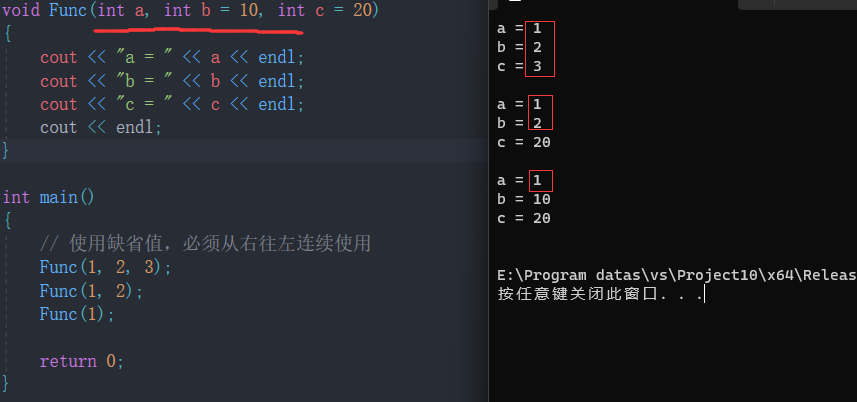 void Func(int a, int b = 10, int c = 20)
{
cout << "a = " << a << endl;
cout << "b = " << b << endl;
cout << "c = " << c << endl;
cout << endl;
}
int main()
{
// 使用缺省值，必须从右往左连续使用
Func(1, 2, 3);
Func(1, 2);
Func(1);
return 0;
}
a = 1
b = 2
c = 3
a = 1
b = 2
c = 20
a = 1
b = 10
c = 20
E:\Program datas\vs\Project10\x64\Releas
按任意键关闭此窗口. . .